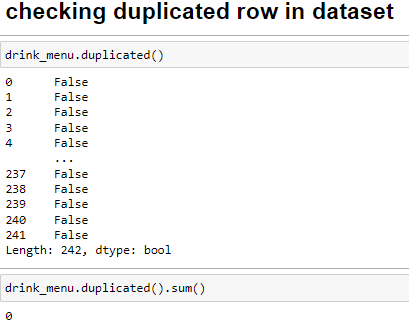 checking duplicated row in dataset
drink_menu.duplicated()
0      False
1      False
2      False
3      False
4      False
       ...
237    False
238    False
239    False
240    False
241    False
Length: 242, dtype: bool
drink_menu.duplicated().sum()
0